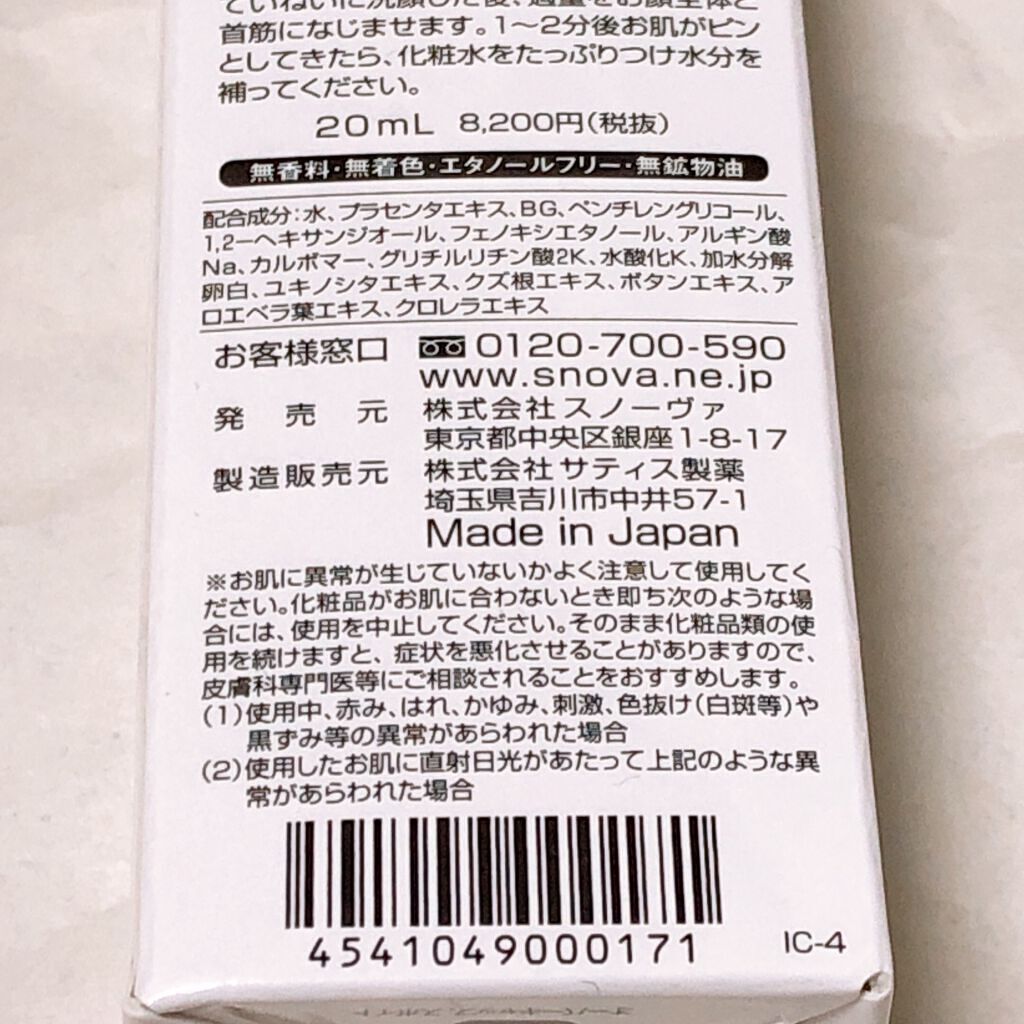 ていねいに洗顔した後、適量をお顔全体と
首筋になじませます。1〜2分後お肌がピン
としてきたら、化粧水をたっぷりつけ水分を
補ってください。
20mL 8,200円(税抜)
無香料・無着色・エタノールフリー・無鉱物油
配合成分:水、プラセンタエキス、BG、ペンチレングリコール、
1,2-ヘキサンジオール、フェノキシエタノール、アルギン酸
Na、カルボマー、グリチルリチン酸2K、水酸化K、加水分解
卵白、ユキノシタエキス、クズ根エキス、ボタンエキス、ア
ロエベラ葉エキス、クロレラエキス
お客様窓口 0120-700-590
www.snova.ne.jp
発売元 株式会社 スノーヴァ
東京都中央区銀座1-8-17
製造販売元 株式会社 サティス製薬
埼玉県吉川市中井57-1
Made in Japan
※お肌に異常が生じていないかよく注意して使用してく
ださい。化粧品がお肌に合わないとき即ち次のような場
合には、使用を中止してください。そのまま化粧品類の使
用を続けますと、症状を悪化させることがありますので、
皮膚科専門医等にご相談されることをおすすめします。
(1)使用中、赤み、はれ、かゆみ、刺激、色抜け(白斑等)や
黒ずみ等の異常があらわれた場合
(2)使用したお肌に直射日光があたって上記のような異
常があらわれた場合
4541049000171
IC-4